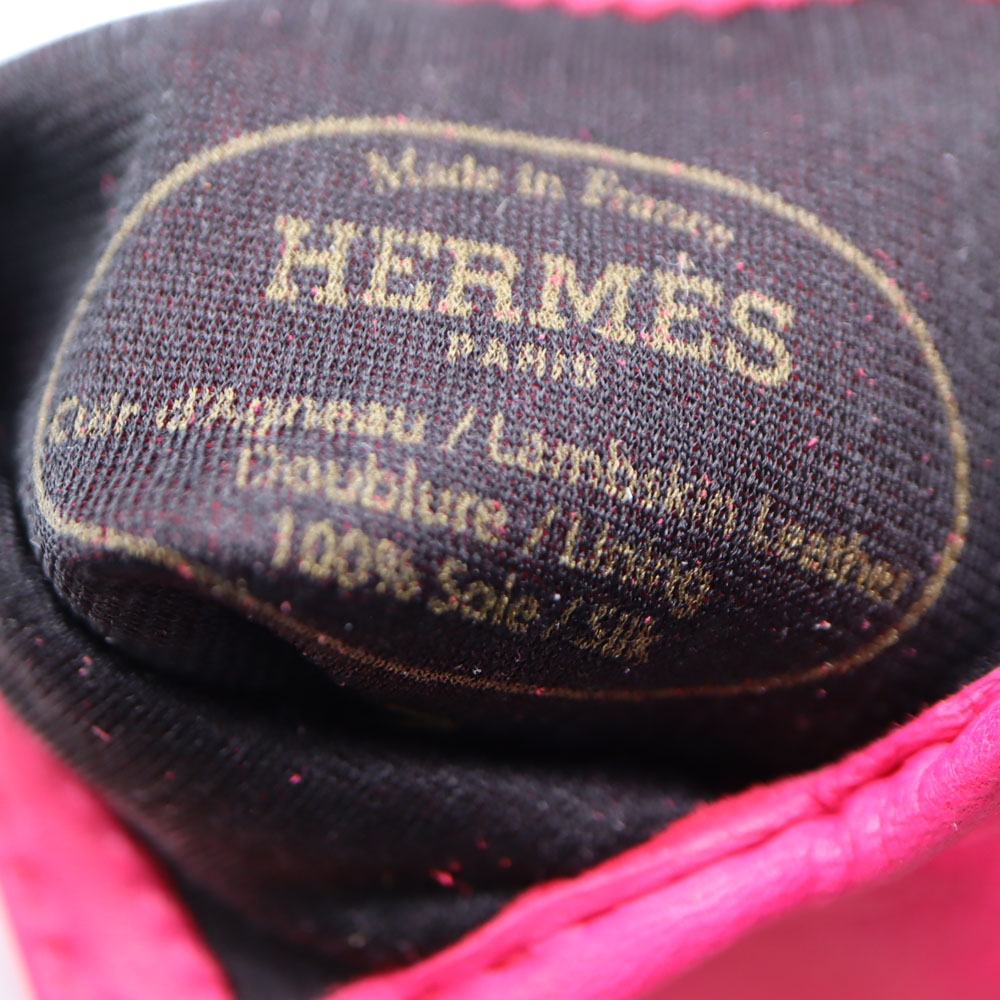 Made in France
HERMÈS
PARIS
Cuir d'Agneau / Lambskin Leather
Doublure / Lining
100% Soie / Silk